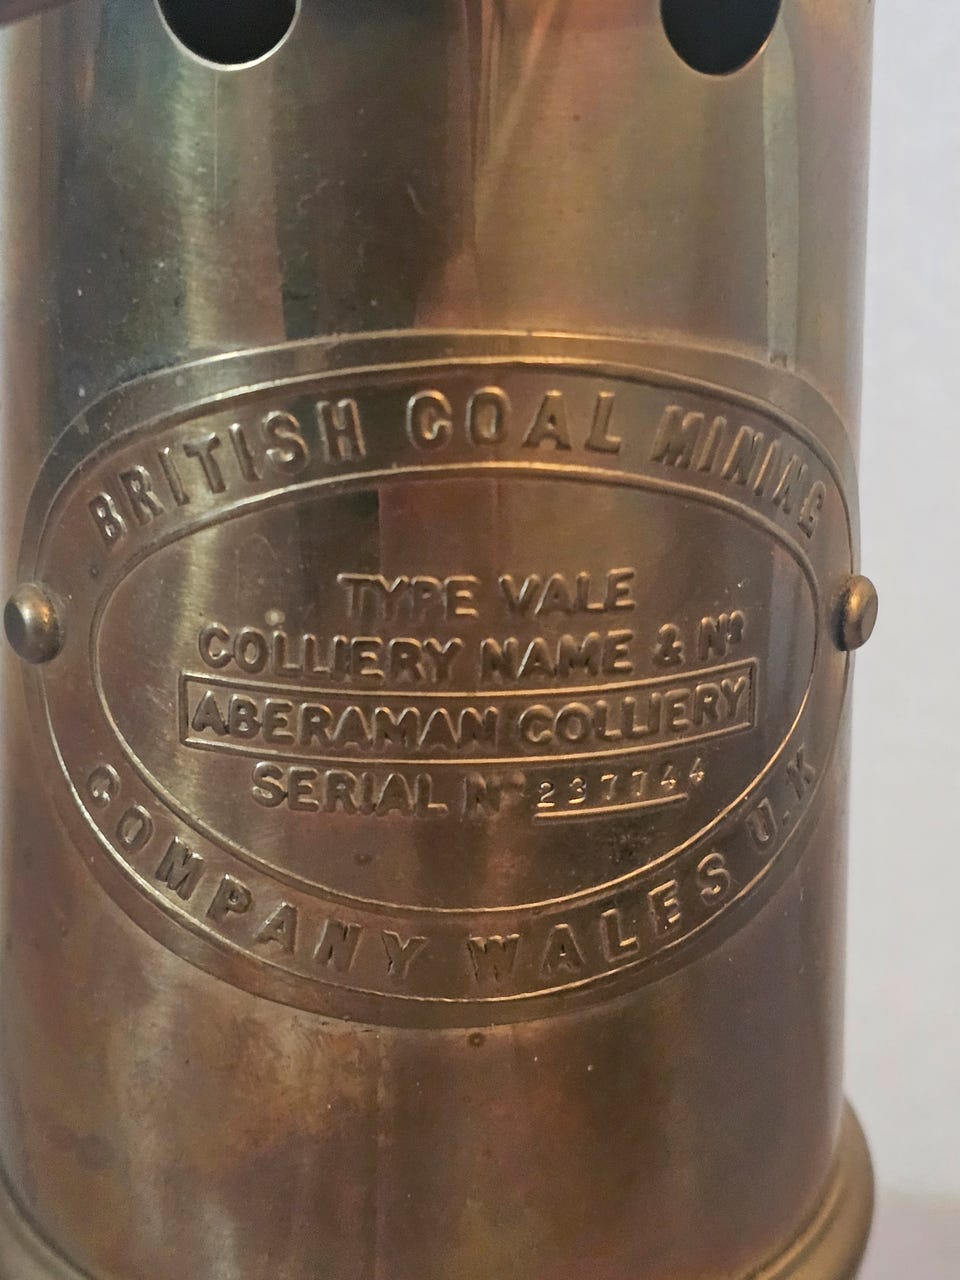 BRITISH COAL MINING
TYPE VALE
COLLIERY NAME & Nº
ABERAMAN COLLIERY
SERIAL Nº 237744
COMPANY WALES U.K